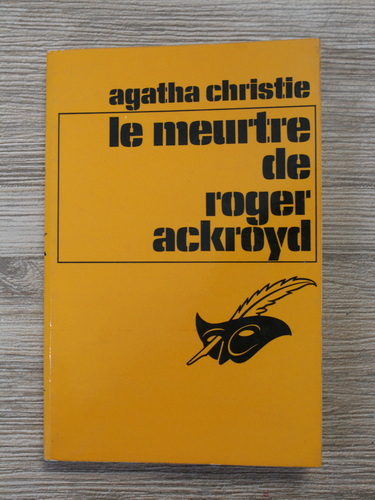 agatha christie
le meurtre
de
roger
ackroyd